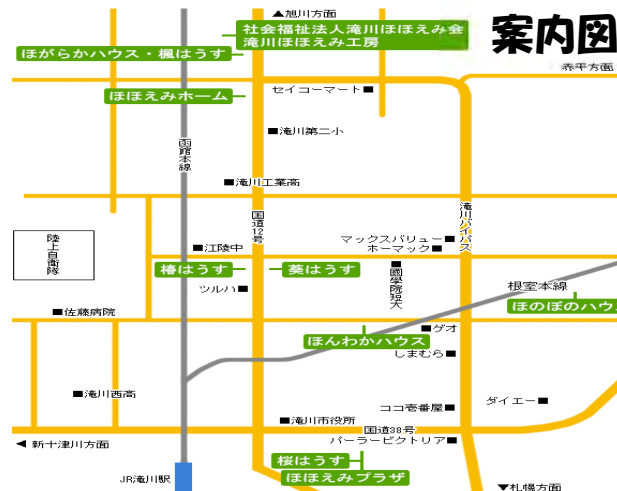 ▲旭川方面
社会福祉法人滝川ほほえみ会
滝川ほほえみ工房
案内図
ほがらかハウス・楓はうす
赤平方面
ほほえみホーム
セイコーマート■
■滝川第二小
函館本線
■滝川工業高
国道12号
滝川バイパス
陸上自衛隊
■江陵中
マックスバリュー■
ホーマック■
椿はうす
葵はうす
■國學院短大
ツルハ■
根室本線
ほのぼのハウ
■佐藤病院
ほんわかハウス
■ゲオ
しまむら■
■滝川西高
ココ壱番屋■
ダイエー■
■滝川市役所
国道38号
◀新十津川方面
パーラービクトリア■
桜はうす
ほほえみプラザ
JR滝川駅
▼札幌方面